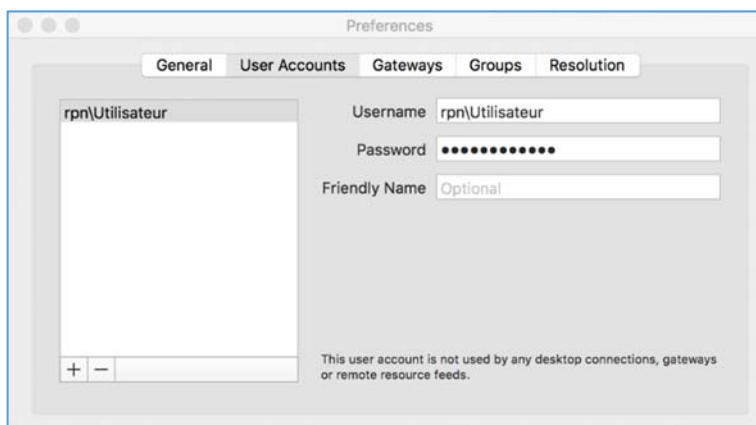 Preferences
General User Accounts Gateways Groups Resolution
rpn\Utilisateur
Username rpn\Utilisateur
Password ••••••••••••
Friendly Name Optional
+ −
This user account is not used by any desktop connections, gateways
or remote resource feeds.